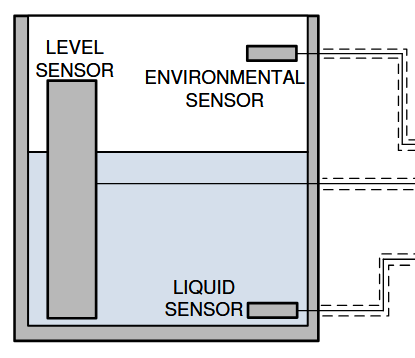 LEVEL
SENSOR
ENVIRONMENTAL
SENSOR
LIQUID
SENSOR